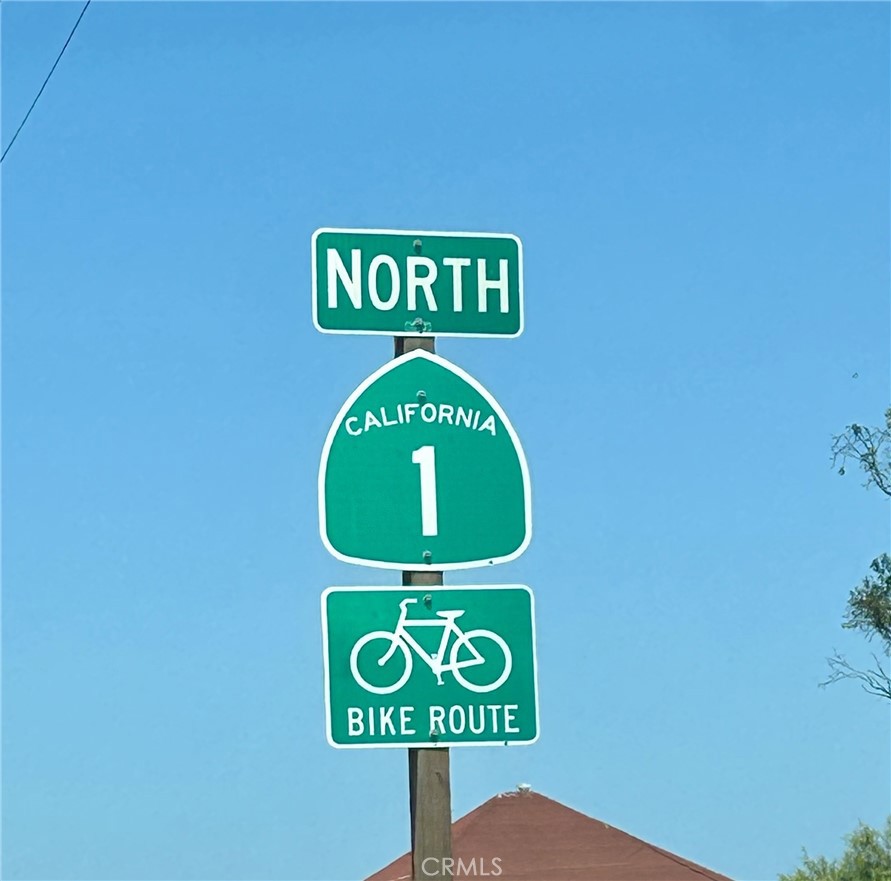 NORTH
CALIFORNIA
1
BIKE ROUTE
CRMLS